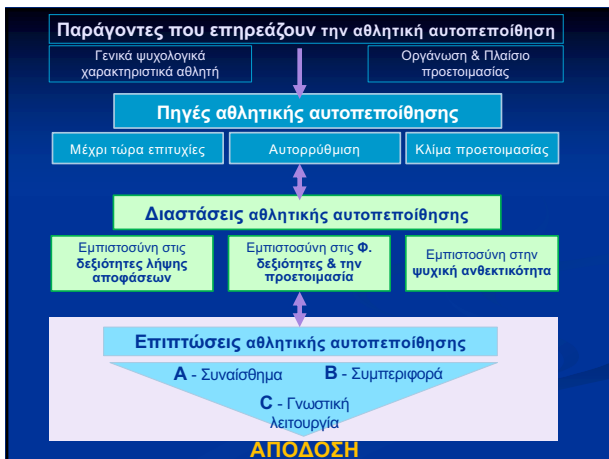 Παράγοντες που επηρεάζουν την αθλητική αυτοπεποίθηση
Γενικά ψυχολογικά
χαρακτηριστικά αθλητή
Οργάνωση & Πλαίσιο
προετοιμασίας
Πηγές αθλητικής αυτοπεποίθησης
Μέχρι τώρα επιτυχίες
Αυτορρύθμιση
Κλίμα προετοιμασίας
Διαστάσεις αθλητικής αυτοπεποίθησης
Εμπιστοσύνη στις
δεξιότητες λήψης
αποφάσεων
Εμπιστοσύνη στις Φ.
δεξιότητες & την
προετοιμασία
Εμπιστοσύνη στην
ψυχική ανθεκτικότητα
Επιπτώσεις αθλητικής αυτοπεποίθησης
A - Συναίσθημα
B - Συμπεριφορά
C - Γνωστική
λειτουργία
ΑΠΟΔΟΣΗ